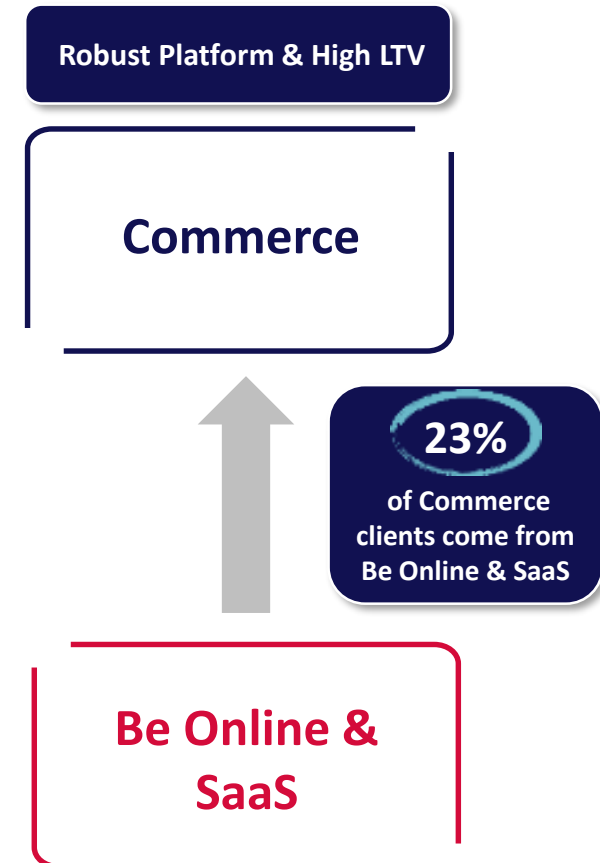 Robust Platform & High LTV
Commerce
23%
of Commerce
clients come from
Be Online & SaaS
Be Online &
SaaS